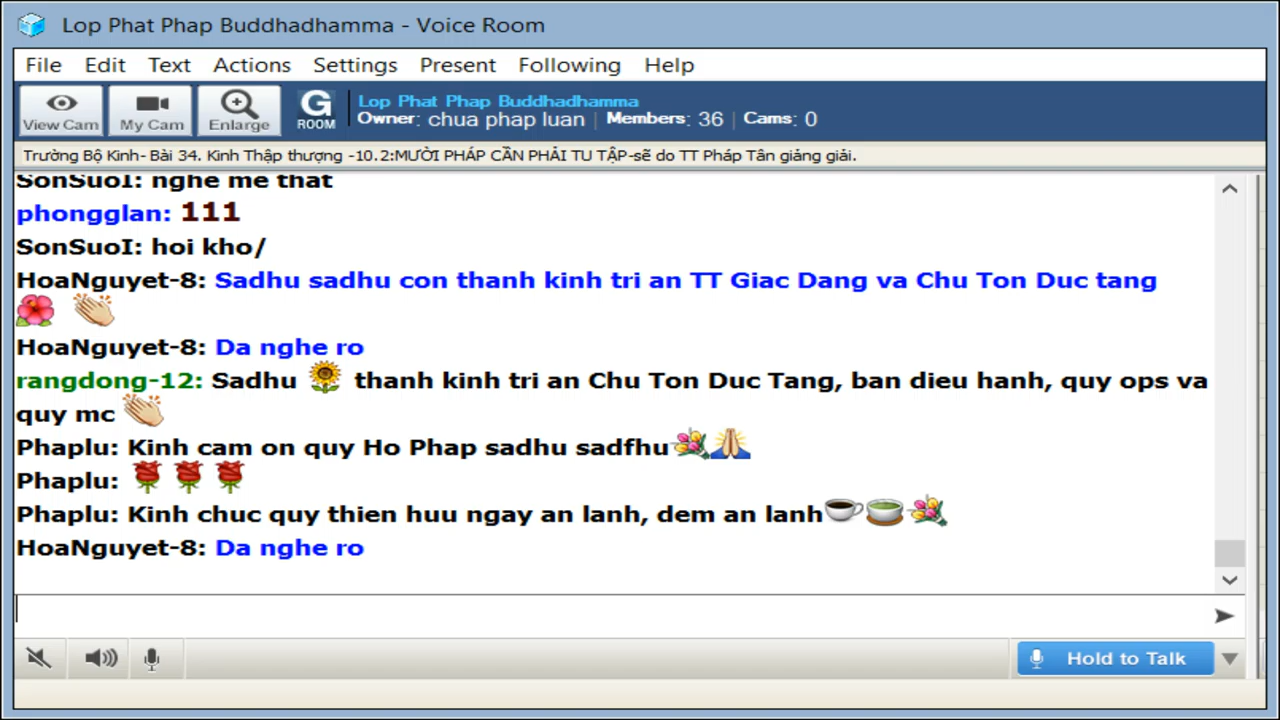 Lop Phat Phap Buddhadhamma - Voice Room
File Edit Text Actions Settings Present Following Help
View Cam My Cam Enlarge G ROOM
Lop Phat Phap Buddhadhamma
Owner: chua phap luan | Members: 36 | Cams: 0
Trường Bộ Kinh- Bài 34. Kinh Thập thượng -10.2:MƯỜI PHÁP CẦN PHẢI TU TẬP-sẽ do TT Pháp Tân giảng giải.
SonSuoI: nghe me that
phongglan: 111
SonSuoI: hoi kho/
HoaNguyet-8: Sadhu sadhu con thanh kinh tri an TT Giac Dang va Chu Ton Duc tang
HoaNguyet-8: Da nghe ro
rangdong-12: Sadhu thanh kinh tri an Chu Ton Duc Tang, ban dieu hanh, quy ops va
quy mc
Phaplu: Kinh cam on quy Ho Phap sadhu sadfhu
Phaplu:
Phaplu: Kinh chuc quy thien huu ngay an lanh, dem an lanh
HoaNguyet-8: Da nghe ro
Hold to Talk